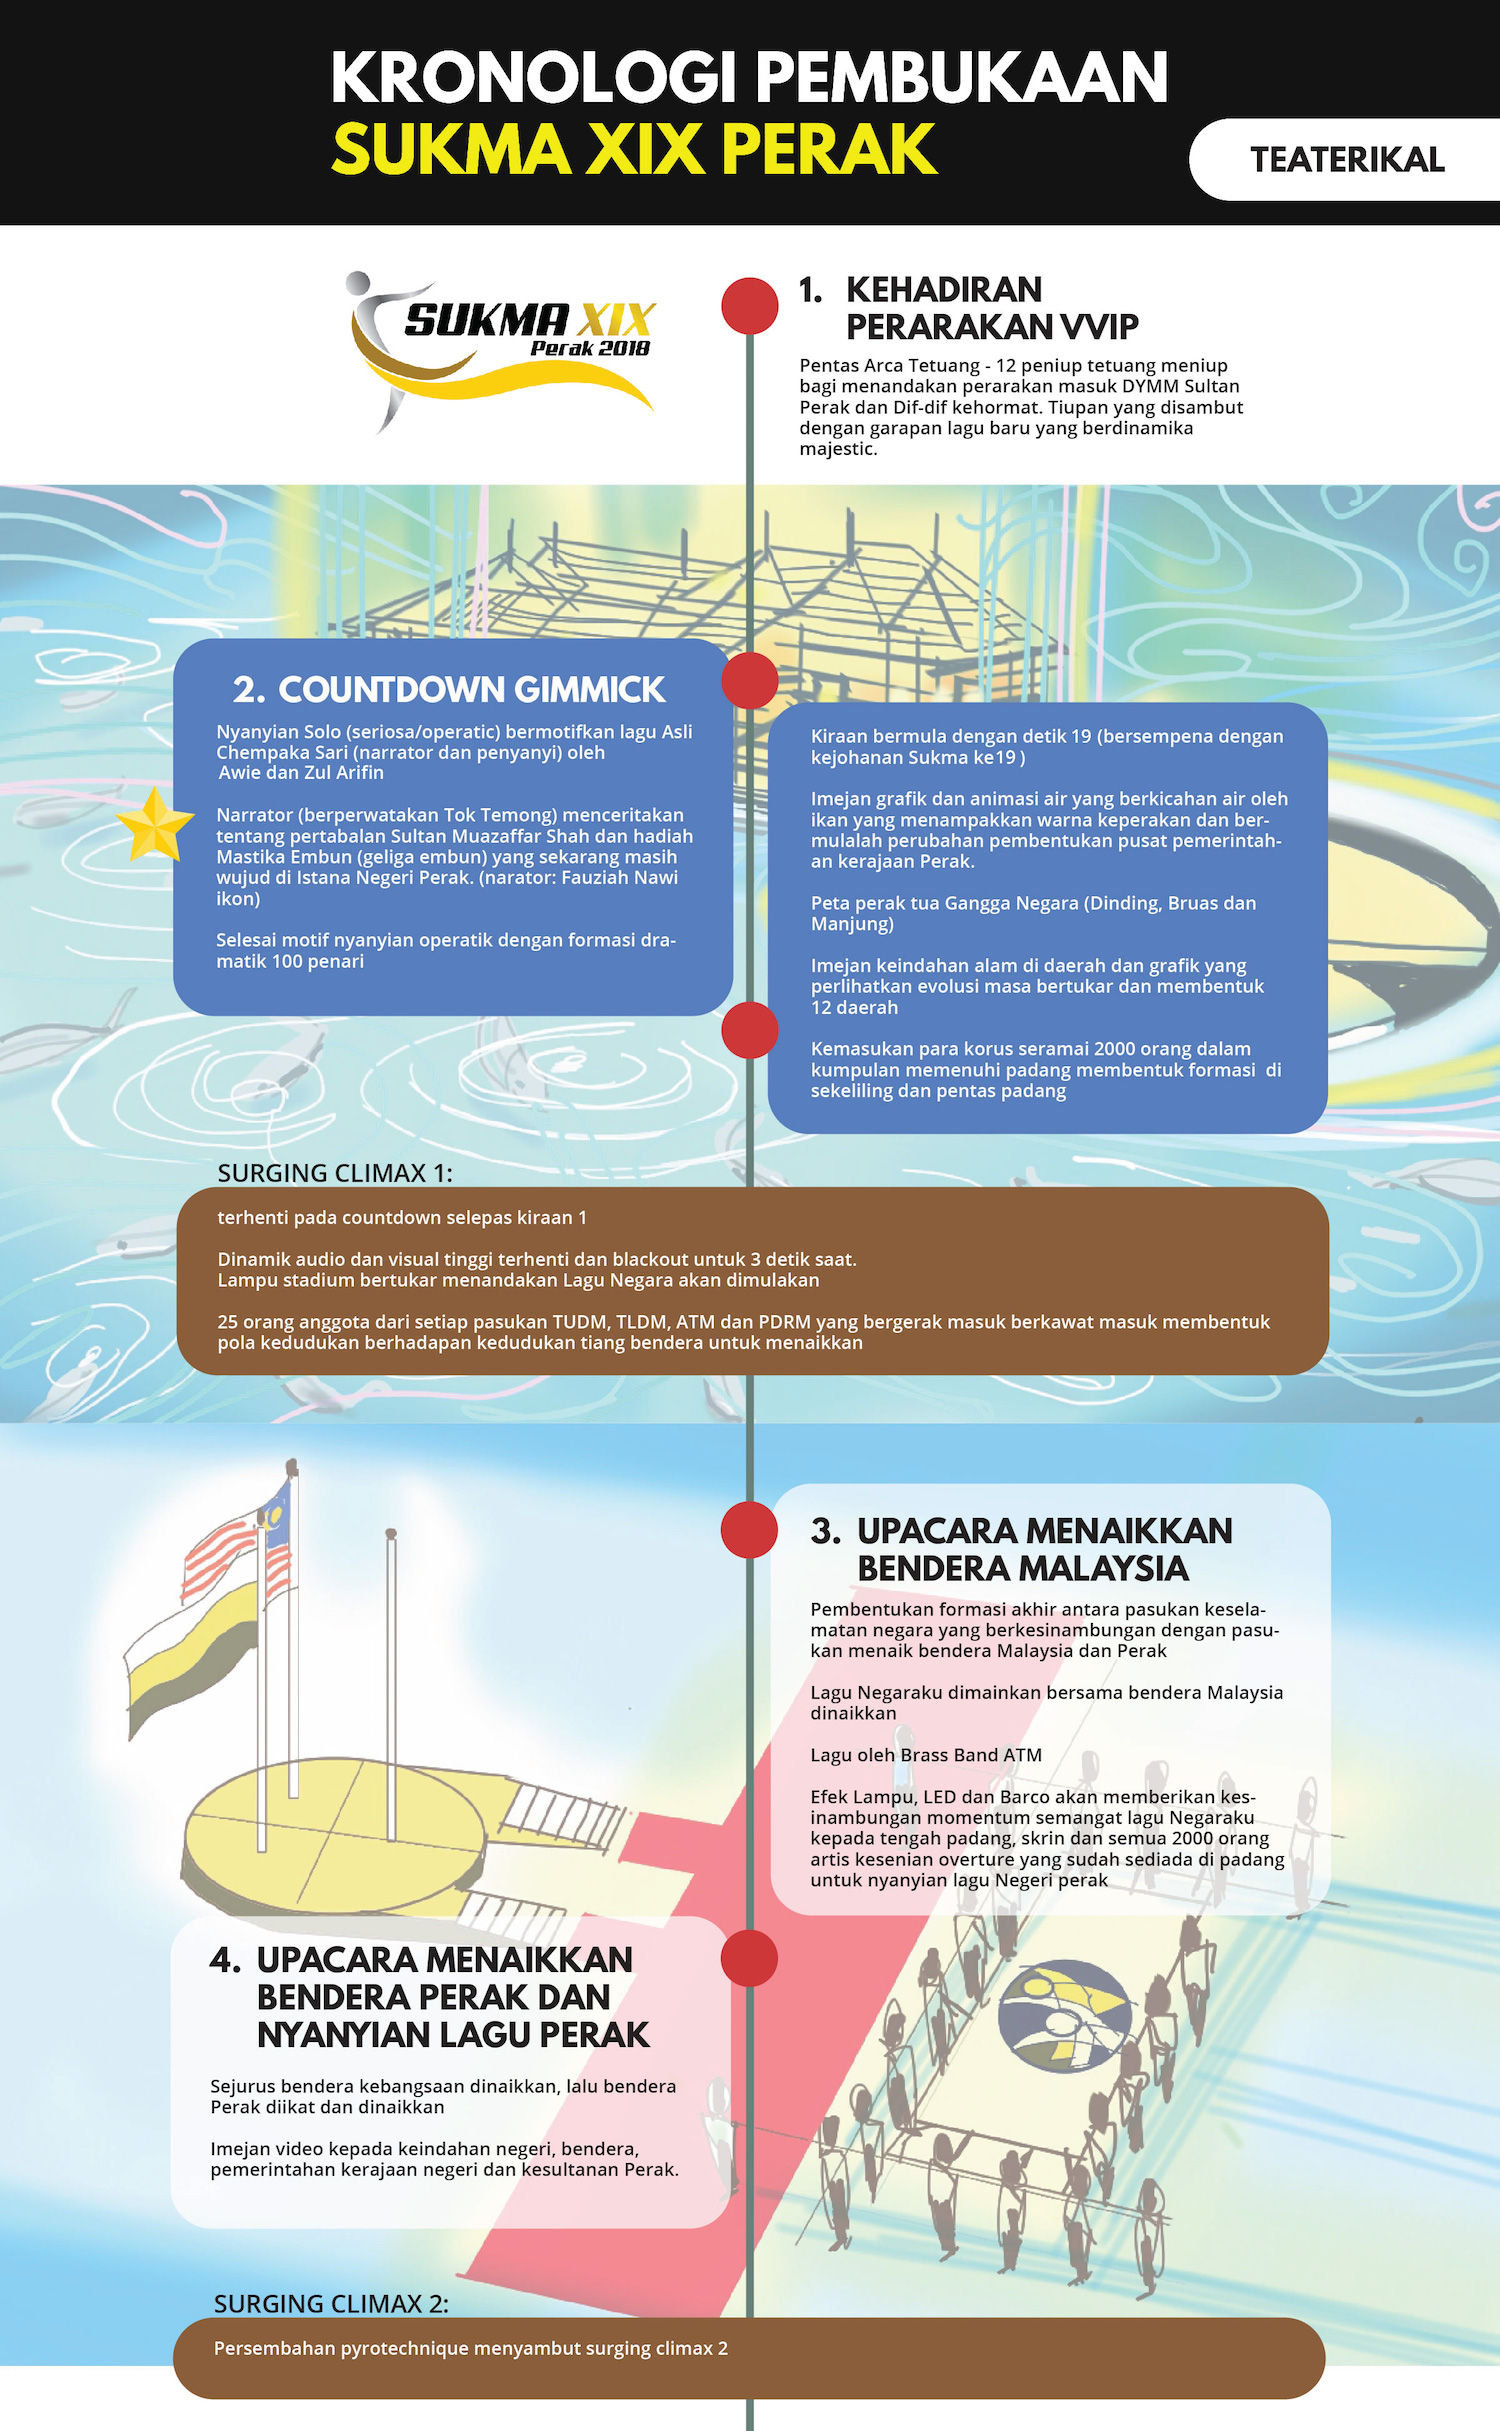 KRONOLOGI PEMBUKAAN
SUKMA XIX PERAK
TEATERIKAL
SUKMA XIX
Perak 2018
1. KEHADIRAN
PERARAKAN VVIP
Pentas Arca Tetuang - 12 peniup tetuang meniup
bagi menandakan perarakan masuk DYMM Sultan
Perak dan Dif-dif kehormat. Tiupan yang disambut
dengan garapan lagu baru yang berdinamika
majestic.
2. COUNTDOWN GIMMICK
Nyanyian Solo (seriosa/operatic) bermotifkan lagu Asli
Chempaka Sari (narrator dan penyanyi) oleh
Awie dan Zul Arifin
Narrator (berperwatakan Tok Temong) menceritakan
tentang pertabalan Sultan Muazaffar Shah dan hadiah
Mastika Embun (geliga embun) yang sekarang masih
wujud di Istana Negeri Perak. (narator: Fauziah Nawi
ikon)
Selesai motif nyanyian operatik dengan formasi dra-
matik 100 penari
Kiraan bermula dengan detik 19 (bersempena dengan
kejohanan Sukma ke19 )
Imejan grafik dan animasi air yang berkicahan air oleh
ikan yang menampakkan warna keperakan dan ber-
mulalah perubahan pembentukan pusat pemerintah-
an kerajaan Perak.
Peta perak tua Gangga Negara (Dinding, Bruas dan
Manjung)
Imejan keindahan alam di daerah dan grafik yang
perlihatkan evolusi masa bertukar dan membentuk
12 daerah
Kemasukan para korus seramai 2000 orang dalam
kumpulan memenuhi padang membentuk formasi  di
sekeliling dan pentas padang
SURGING CLIMAX 1:
terhenti pada countdown selepas kiraan 1
Dinamik audio dan visual tinggi terhenti dan blackout untuk 3 detik saat.
Lampu stadium bertukar menandakan Lagu Negara akan dimulakan
25 orang anggota dari setiap pasukan TUDM, TLDM, ATM dan PDRM yang bergerak masuk berkawat masuk membentuk
pola kedudukan berhadapan kedudukan tiang bendera untuk menaikkan
3. UPACARA MENAIKKAN
BENDERA MALAYSIA
Pembentukan formasi akhir antara pasukan kesela-
matan negara yang berkesinambungan dengan pasu-
kan menaik bendera Malaysia dan Perak
Lagu Negaraku dimainkan bersama bendera Malaysia
dinaikkan
Lagu oleh Brass Band ATM
Efek Lampu, LED dan Barco akan memberikan kes-
inambungan momentum semangat lagu Negaraku
kepada tengah padang, skrin dan semua 2000 orang
artis kesenian overture yang sudah sediada di padang
untuk nyanyian lagu Negeri perak
4. UPACARA MENAIKKAN
BENDERA PERAK DAN
NYANYIAN LAGU PERAK
Sejurus bendera kebangsaan dinaikkan, lalu bendera
Perak diikat dan dinaikkan
Imejan video kepada keindahan negeri, bendera,
pemerintahan kerajaan negeri dan kesultanan Perak.
SURGING CLIMAX 2:
Persembahan pyrotechnique menyambut surging climax 2